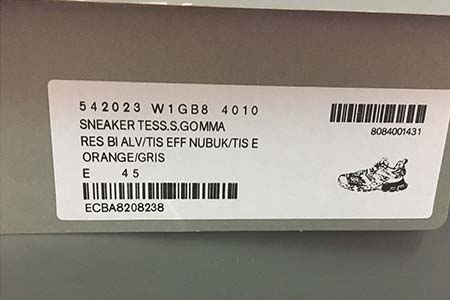 542023 W1GB8 4010
SNEAKER TESS.S.GOMMA
RES BI ALV/TIS EFF NUBUK/TIS E
ORANGE/GRIS
E 45
ECBA8208238
8084001431